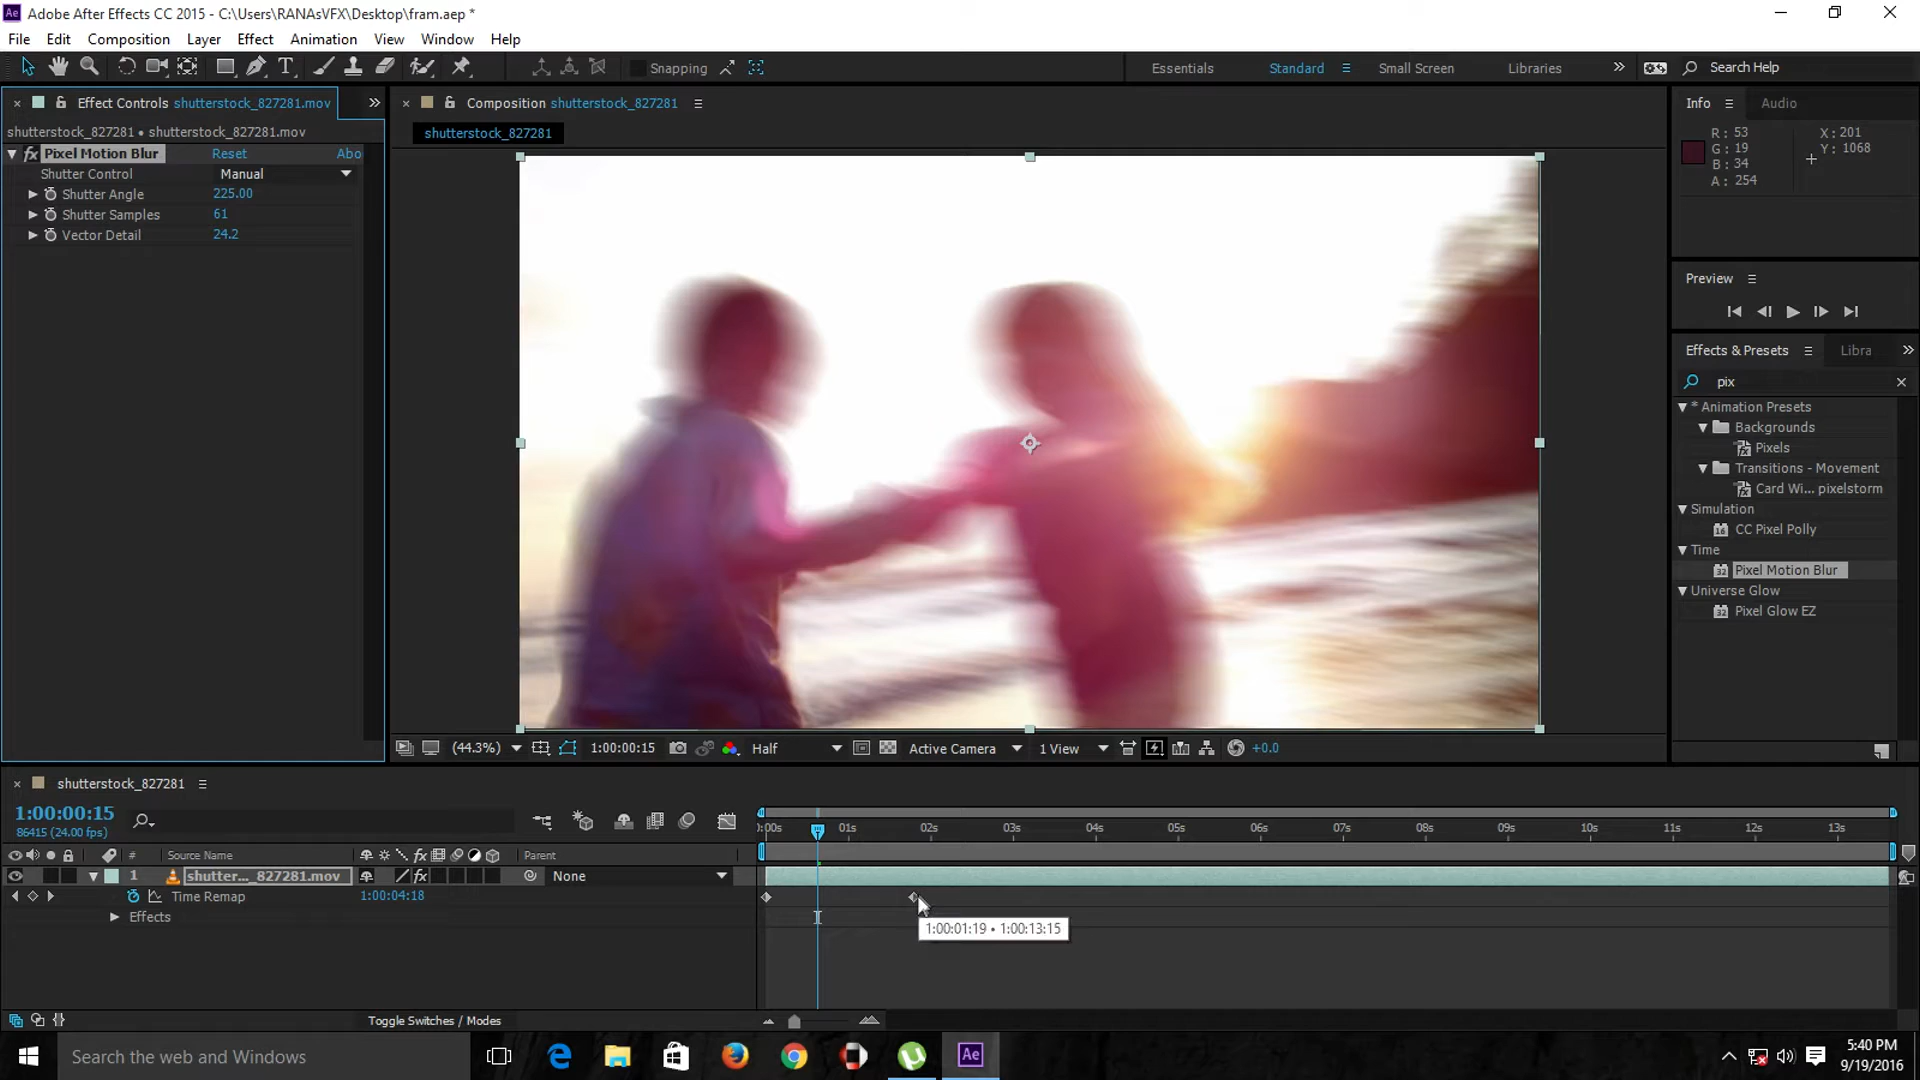 Ae Adobe After Effects CC 2015 - C:\Users\RANAsVFX\Desktop\fram.aep *
File Edit Composition Layer Effect Animation View Window Help
T Snapping Essentials Standard Small Screen Libraries » Search Help
× Effect Controls shutterstock_827281.mov »
× Composition shutterstock_827281
Info Audio
shutterstock_827281 • shutterstock_827281.mov
shutterstock_827281
R: 53
G: 19
B: 34
A: 254
X: 201
Y: 1068
fx Pixel Motion Blur Reset Abo
Shutter Control Manual
Shutter Angle 225.00
Shutter Samples 61
Vector Detail 24.2
Preview
Effects & Presets Libra »
pix ×
* Animation Presets
Backgrounds
Pixels
Transitions - Movement
Card Wi... pixelstorm
Simulation
16 CC Pixel Polly
Time
32 Pixel Motion Blur
Universe Glow
32 Pixel Glow EZ
(44.3%) 1:00:00:15 Half Active Camera 1 View +0.0
× shutterstock_827281
1:00:00:15
86415 (24.00 fps)
:00s 01s 02s 03s 04s 05s 06s 07s 08s 09s 10s 11s 12s 13s
# Source Name fx Parent
1 shutter..._827281.mov fx None
Time Remap 1:00:04:18
Effects
1:00:01:19 • 1:00:13:15
Toggle Switches / Modes
Search the web and Windows Ae
5:40 PM
9/19/2016